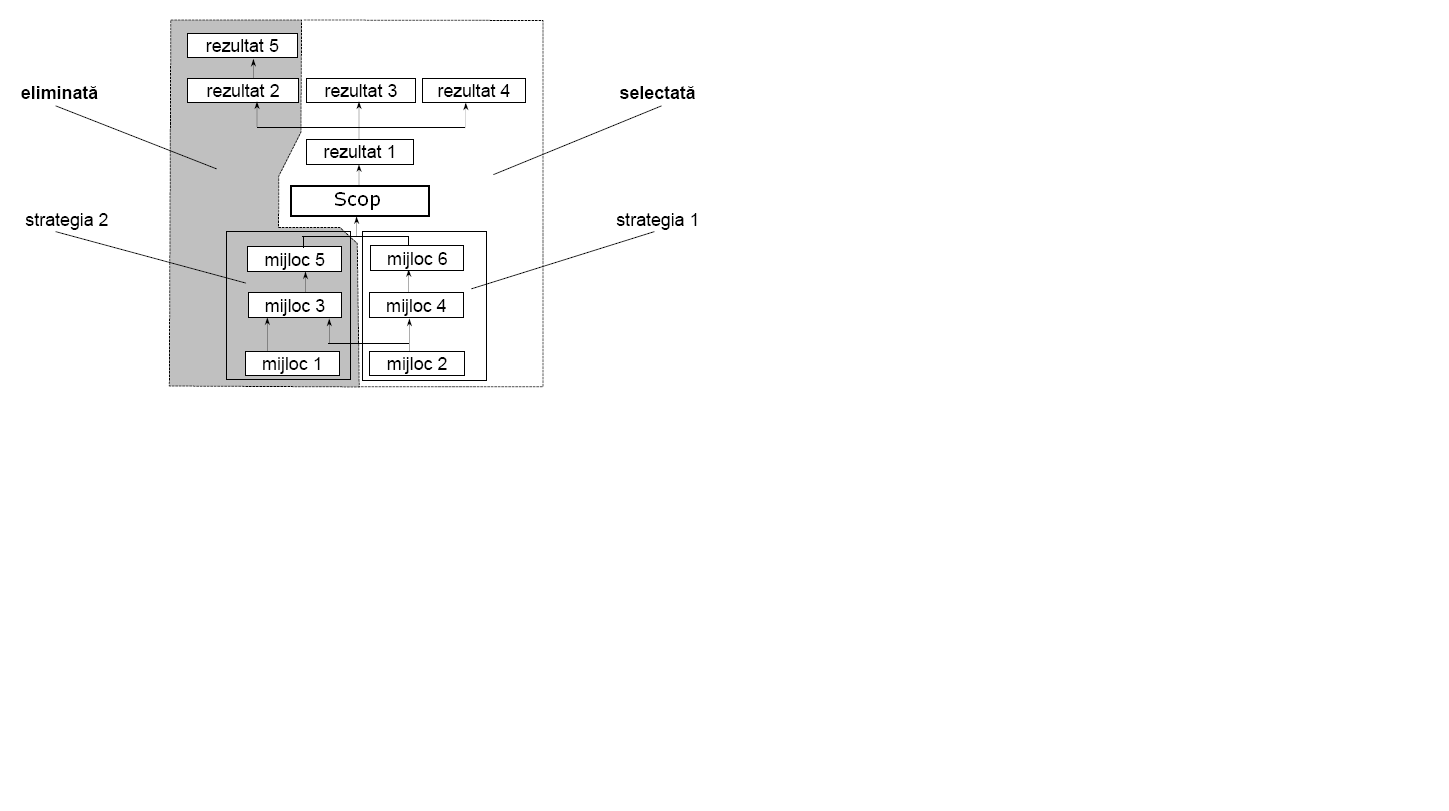 rezultat 5
rezultat 2 rezultat 3 rezultat 4
eliminată selectată
rezultat 1
Scop
strategia 2 strategia 1
mijloc 5 mijloc 6
mijloc 3 mijloc 4
mijloc 1 mijloc 2